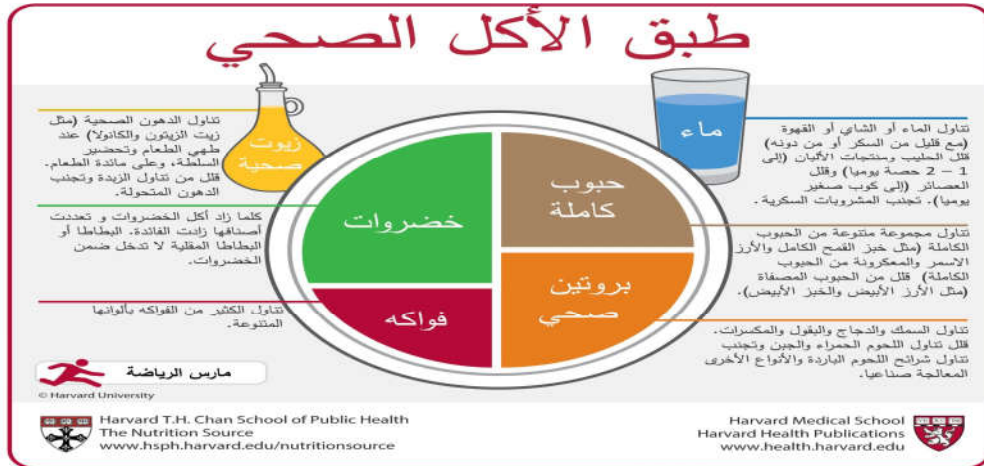 طبق الأكل الصحي
ماء
تناول الماء أو الشاي أو القهوة
(مع قليل من السكر أو من دونه)
قلل الحليب ومنتجات الألبان (إلى
1 – 2 حصة يوميا) وقلل
العصائر (إلى كوب صغير
يوميا). تجنب المشروبات السكرية.
زيوت
صحية
تناول الدهون الصحية (مثل
زيت الزيتون والكانولا) عند
طهي الطعام وتحضير
السلطة، وعلى مائدة الطعام.
قلل من تناول الزبدة وتجنب
الدهون المتحولة.
حبوب
كاملة
تناول مجموعة متنوعة من الحبوب
الكاملة (مثل خبز القمح الكامل والأرز
الاسمر والمعكرونة من الحبوب
الكاملة) قلل من الحبوب المصفاة
(مثل الأرز الأبيض والخبز الأبيض).
خضروات
كلما زاد أكل الخضروات و تعددت
أصنافها زادت الفائدة. البطاطا أو
البطاطا المقلية لا تدخل ضمن
الخضروات.
بروتين
صحي
تناول السمك والدجاج والبقول والمكسرات.
قلل تناول اللحوم الحمراء والجبن وتجنب
تناول شرائح اللحوم الباردة والأنواع الأخرى
المعالجة صناعيا.
فواكه
تناول الكثير من الفواكه بألوانها
المتنوعة.
مارس الرياضة
© Harvard University
Harvard T.H. Chan School of Public Health
The Nutrition Source
www.hsph.harvard.edu/nutritionsource
Harvard Medical School
Harvard Health Publications
www.health.harvard.edu